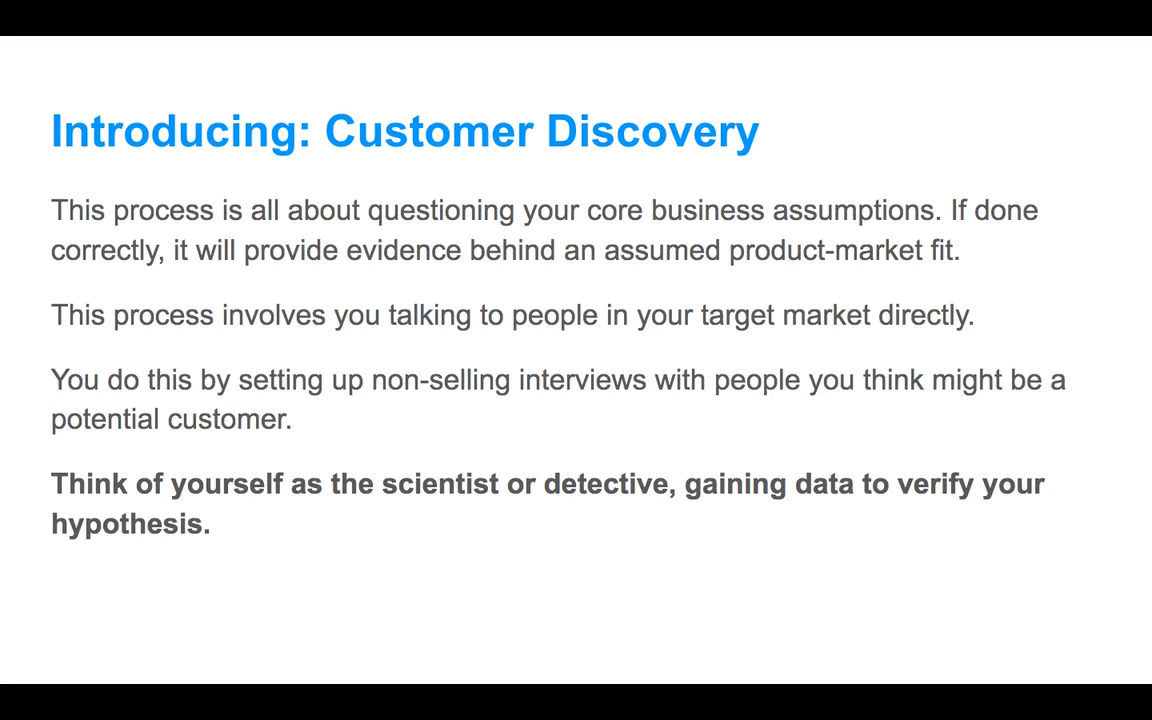 Introducing: Customer Discovery
This process is all about questioning your core business assumptions. If done
correctly, it will provide evidence behind an assumed product-market fit.
This process involves you talking to people in your target market directly.
You do this by setting up non-selling interviews with people you think might be a
potential customer.
Think of yourself as the scientist or detective, gaining data to verify your
hypothesis.